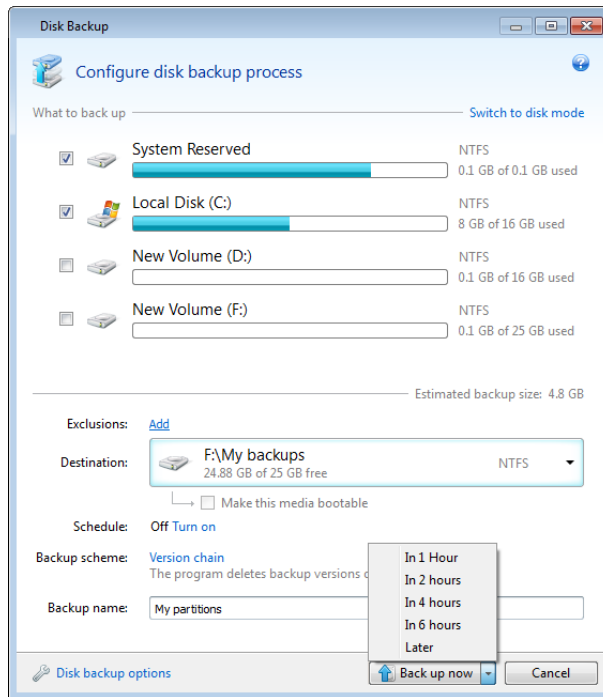 Disk Backup
Configure disk backup process
What to back up Switch to disk mode
System Reserved NTFS
0.1 GB of 0.1 GB used
Local Disk (C:) NTFS
8 GB of 16 GB used
New Volume (D:) NTFS
0.1 GB of 16 GB used
New Volume (F:) NTFS
0.1 GB of 25 GB used
Estimated backup size: 4.8 GB
Exclusions: Add
Destination: F:\My backups NTFS
24.88 GB of 25 GB free
Make this media bootable
Schedule: Off Turn on
Backup scheme: Version chain
The program deletes backup versions
Backup name: My partitions
In 1 Hour
In 2 hours
In 4 hours
In 6 hours
Later
Disk backup options Back up now Cancel